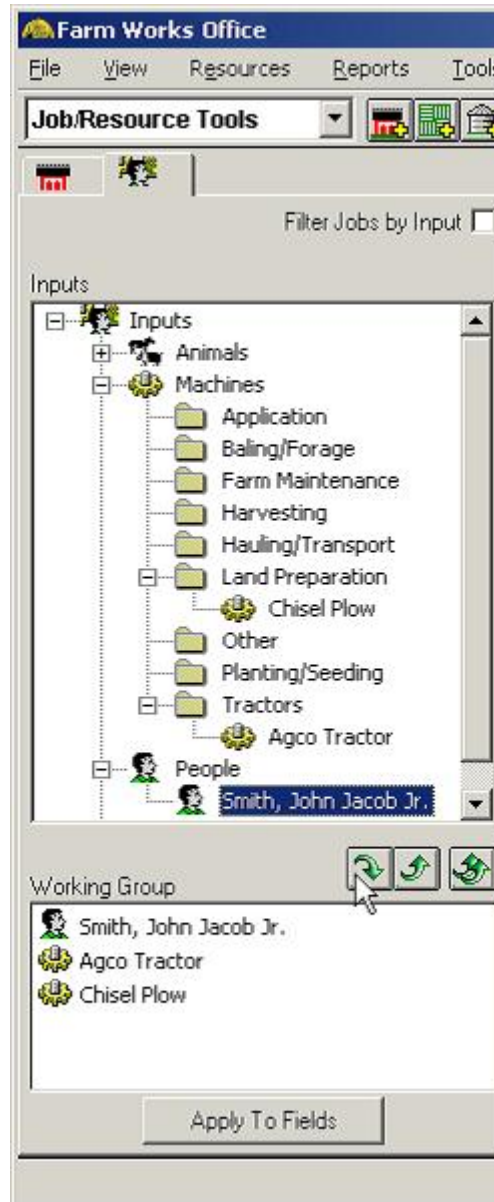 Farm Works Office
File View Resources Reports Tools
Job/Resource Tools
Filter Jobs by Input
Inputs
Inputs
Animals
Machines
Application
Baling/Forage
Farm Maintenance
Harvesting
Hauling/Transport
Land Preparation
Chisel Plow
Other
Planting/Seeding
Tractors
Agco Tractor
People
Smith, John Jacob Jr.
Working Group
Smith, John Jacob Jr.
Agco Tractor
Chisel Plow
Apply To Fields